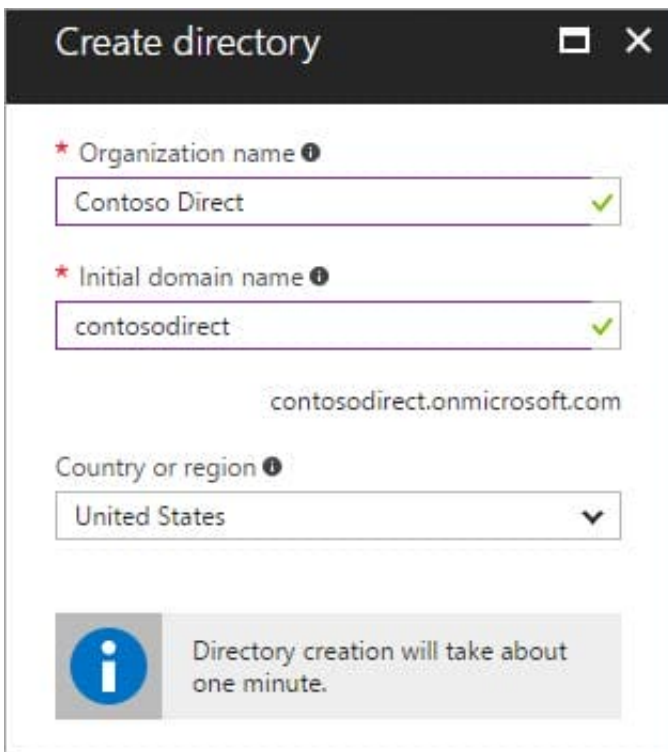 Create directory
* Organization name
Contoso Direct
* Initial domain name
contosodirect
contosodirect.onmicrosoft.com
Country or region
United States
Directory creation will take about
one minute.